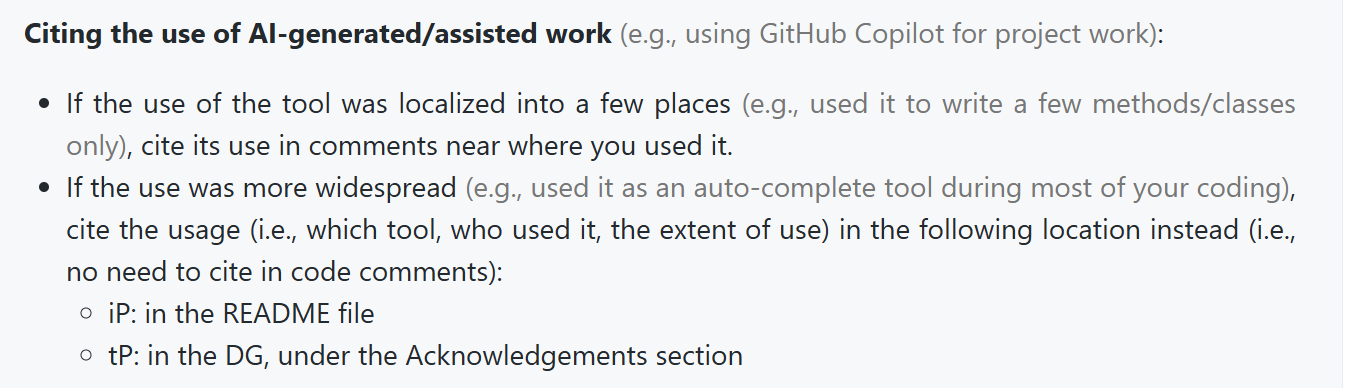 Citing the use of AI-generated/assisted work (e.g., using GitHub Copilot for project work):
• If the use of the tool was localized into a few places (e.g., used it to write a few methods/classes
only), cite its use in comments near where you used it.
• If the use was more widespread (e.g., used it as an auto-complete tool during most of your coding),
cite the usage (i.e., which tool, who used it, the extent of use) in the following location instead (i.e.,
no need to cite in code comments):
◦ iP: in the README file
◦ tP: in the DG, under the Acknowledgements section